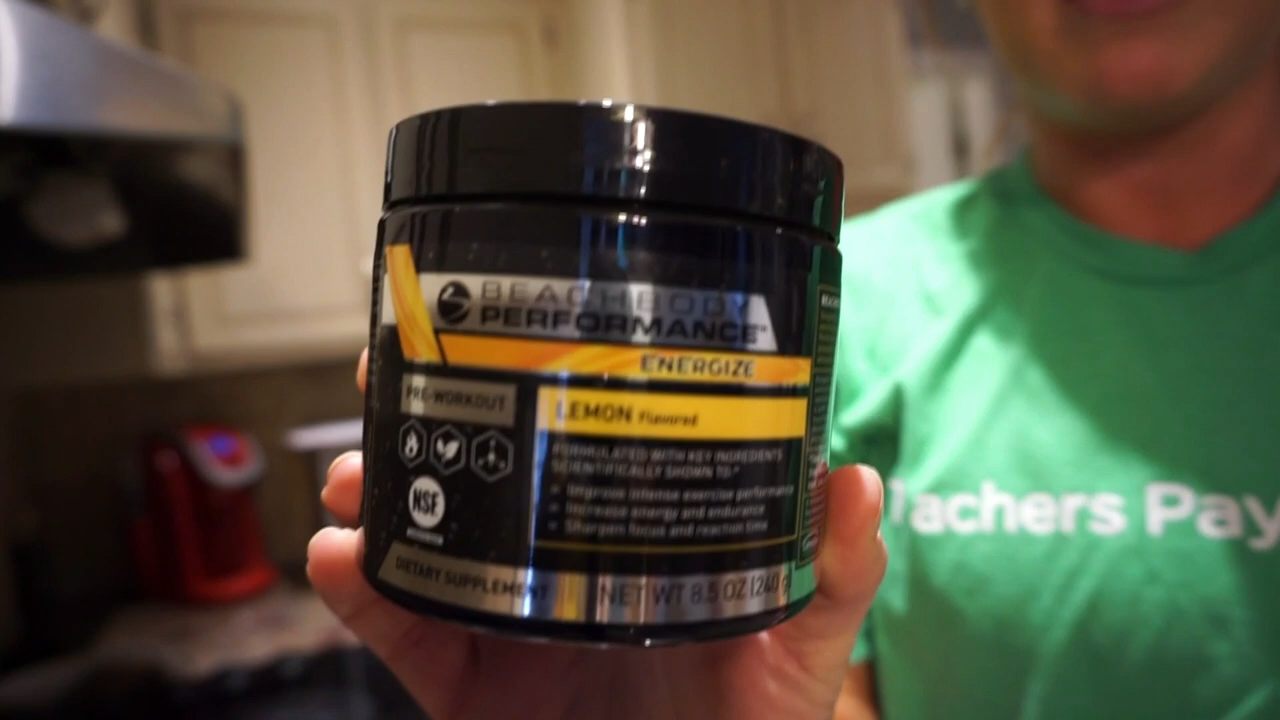 BEACHBODY
PERFORMANCE
ENERGIZE
PRE-WORKOUT
LEMON Flavored
FORMULATED WITH KEY INGREDIENTS
SCIENTIFICALLY SHOWN TO:*
Improve intense exercise performance
Increase energy and endurance
Sharpen focus and reaction time
NSF
DIETARY SUPPLEMENT
NET WT 8.5 OZ (240 g
achers Pay